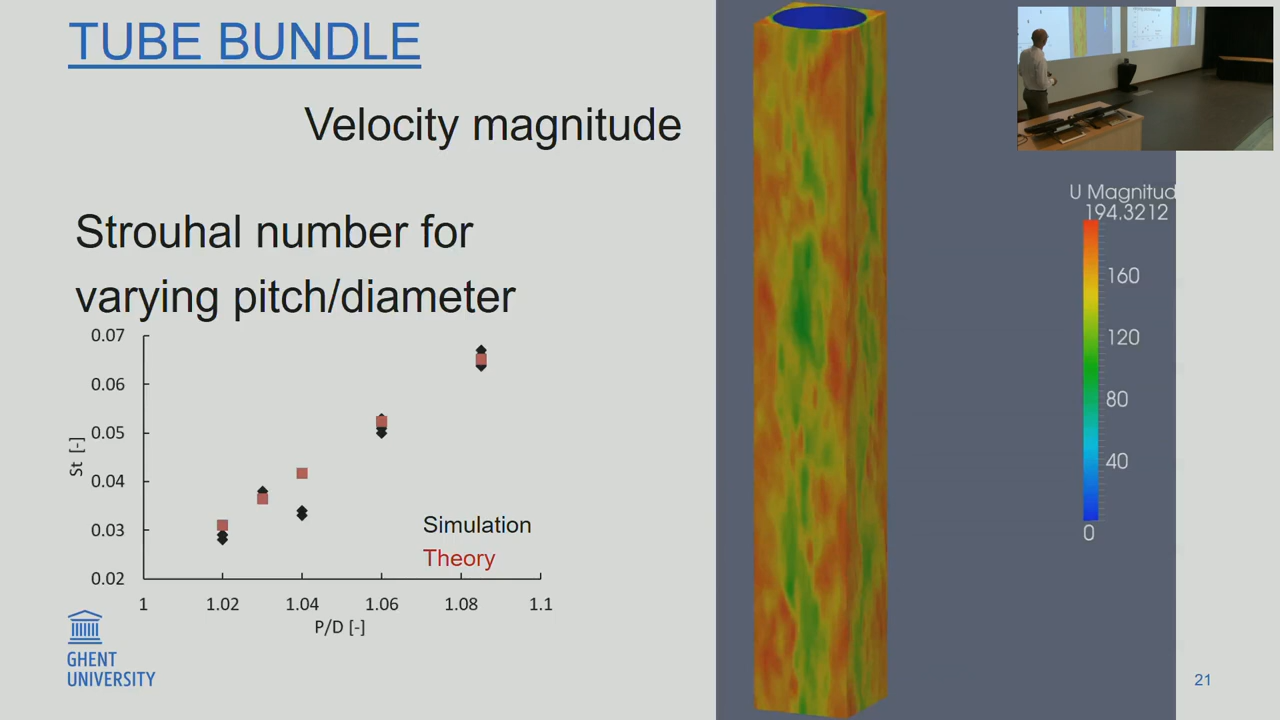 TUBE BUNDLE
Velocity magnitude
Strouhal number for
varying pitch/diameter
0.07
0.06
0.05
0.04
0.03
0.02
St [-]
1 1.02 1.04 1.06 1.08 1.1
P/D [-]
Simulation
Theory
GHENT
UNIVERSITY
U Magnitud
194.3212
160
120
80
40
0
21